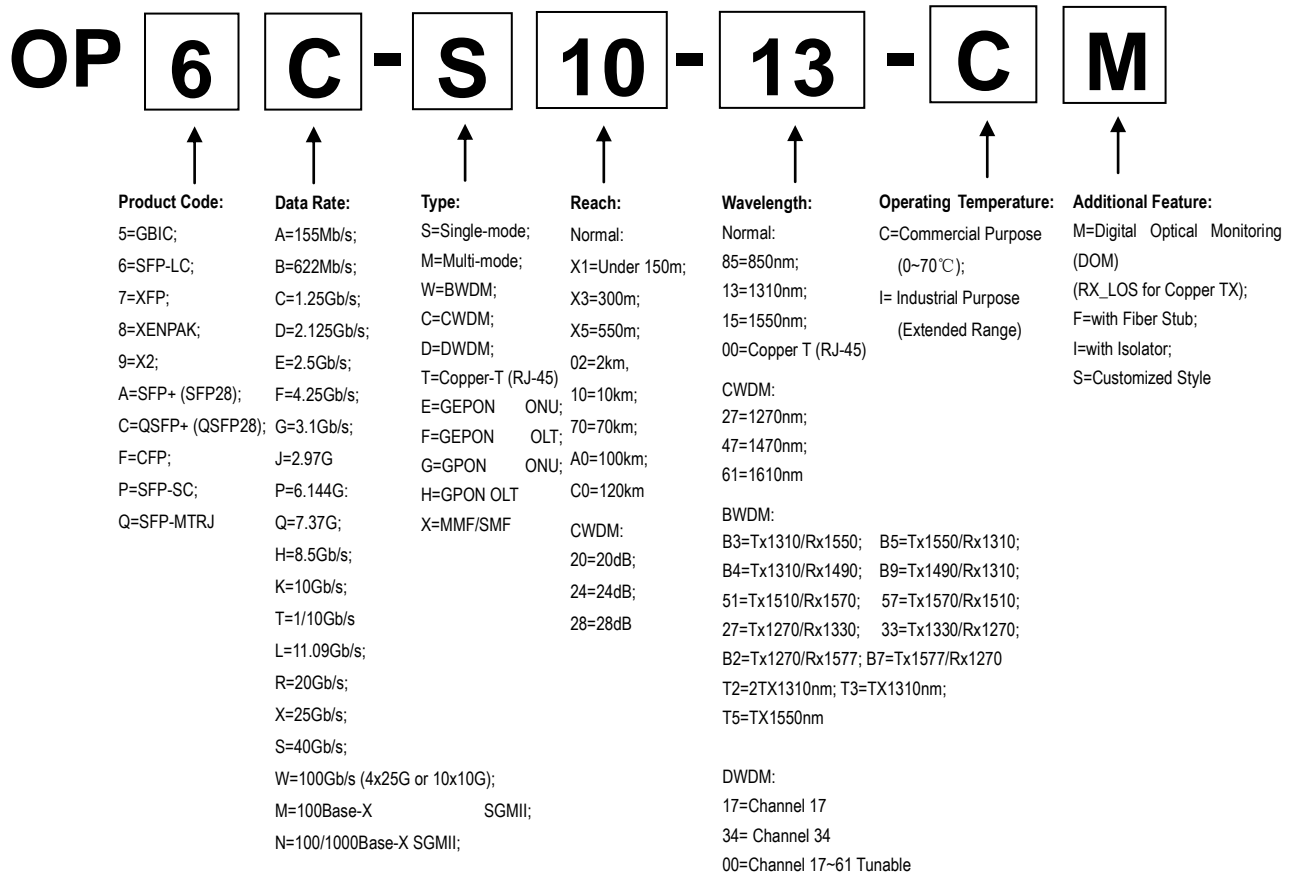 OP 6 C - S 10 - 13 - C M
Product Code:
5=GBIC;
6=SFP-LC;
7=XFP;
8=XENPAK;
9=X2;
A=SFP+ (SFP28);
C=QSFP+ (QSFP28);
F=CFP;
P=SFP-SC;
Q=SFP-MTRJ
Data Rate:
A=155Mb/s;
B=622Mb/s;
C=1.25Gb/s;
D=2.125Gb/s;
E=2.5Gb/s;
F=4.25Gb/s;
G=3.1Gb/s;
J=2.97G
P=6.144G:
Q=7.37G;
H=8.5Gb/s;
K=10Gb/s;
T=1/10Gb/s
L=11.09Gb/s;
R=20Gb/s;
X=25Gb/s;
S=40Gb/s;
W=100Gb/s (4x25G or 10x10G);
M=100Base-X SGMII;
N=100/1000Base-X SGMII;
Type:
S=Single-mode;
M=Multi-mode;
W=BWDM;
C=CWDM;
D=DWDM;
T=Copper-T (RJ-45)
E=GEPON ONU;
F=GEPON OLT;
G=GPON ONU;
H=GPON OLT
X=MMF/SMF
Reach:
Normal:
X1=Under 150m;
X3=300m;
X5=550m;
02=2km,
10=10km;
70=70km;
A0=100km;
C0=120km
CWDM:
20=20dB;
24=24dB;
28=28dB
Wavelength:
Normal:
85=850nm;
13=1310nm;
15=1550nm;
00=Copper T (RJ-45)
CWDM:
27=1270nm;
47=1470nm;
61=1610nm
BWDM:
B3=Tx1310/Rx1550; B5=Tx1550/Rx1310;
B4=Tx1310/Rx1490; B9=Tx1490/Rx1310;
51=Tx1510/Rx1570; 57=Tx1570/Rx1510;
27=Tx1270/Rx1330; 33=Tx1330/Rx1270;
B2=Tx1270/Rx1577; B7=Tx1577/Rx1270
T2=2TX1310nm; T3=TX1310nm;
T5=TX1550nm
DWDM:
17=Channel 17
34= Channel 34
00=Channel 17~61 Tunable
Operating Temperature:
C=Commercial Purpose
(0~70℃);
I= Industrial Purpose
(Extended Range)
Additional Feature:
M=Digital Optical Monitoring
(DOM)
(RX_LOS for Copper TX);
F=with Fiber Stub;
I=with Isolator;
S=Customized Style